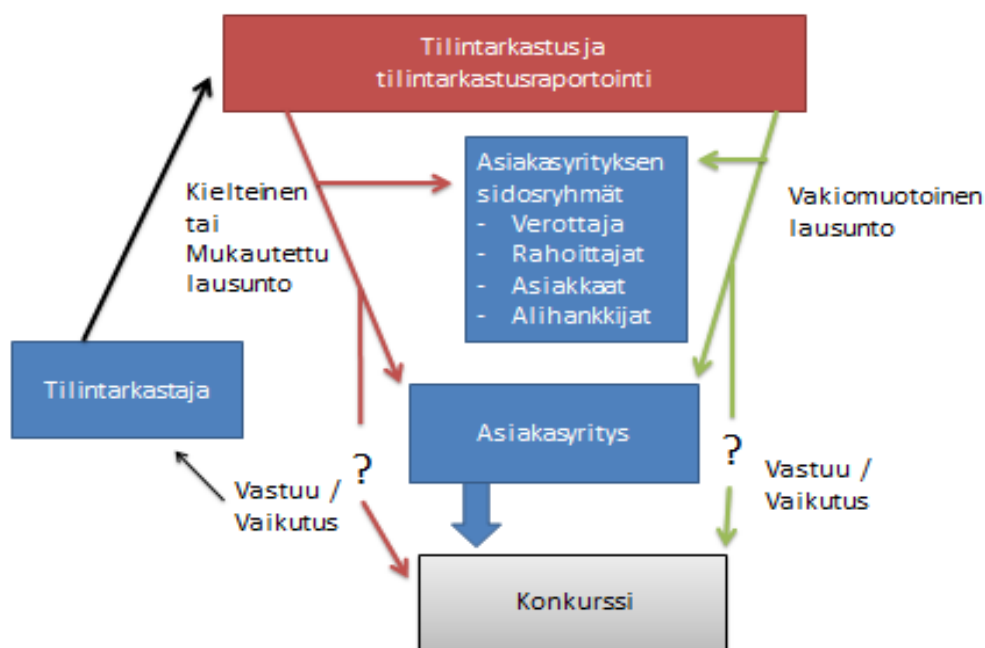 Tilintarkastus ja
tilintarkastusraportointi
Asiakasyrityksen
sidosryhmät
- Verottaja
- Rahoittajat
- Asiakkaat
- Alihankkijat
Kielteinen
tai
Mukautettu
lausunto
Vakiomuotoinen
lausunto
Tilintarkastaja
Asiakasyritys
?
?
Vastuu /
Vaikutus
Vastuu /
Vaikutus
Konkurssi